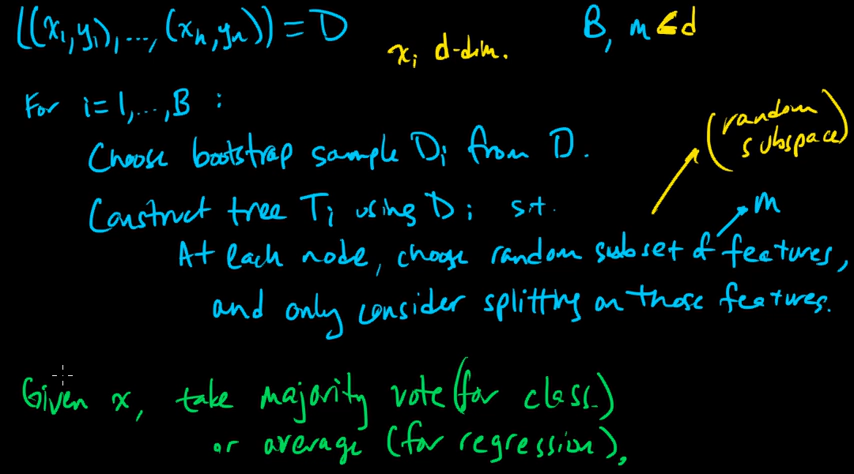 ((x₁,y₁),...,(xₙ,yₙ)) = D
B, m < d
xᵢ d-dim.
For i=1,...,B :
(random
subspace)
Choose bootstrap sample Dᵢ from D.
Construct tree Tᵢ using Dᵢ s.t.
m
At each node, choose random subset of features,
and only consider splitting on those features.
Given x, take majority vote (for class.)
or average (for regression),